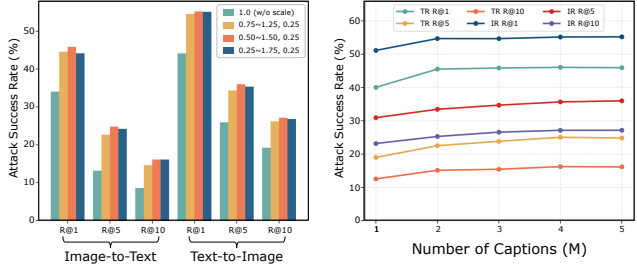 Attack Success Rate (%)
50
40
30
20
10
0
1.0 (w/o scale)
0.75~1.25, 0.25
0.50~1.50, 0.25
0.25~1.75, 0.25
R@1 R@5 R@10 R@1 R@5 R@10
Image-to-Text Text-to-Image
Attack Success Rate (%)
60
50
40
30
20
10
0
TR R@1 TR R@10 IR R@5
TR R@5 IR R@1 IR R@10
1 2 3 4 5
Number of Captions (M)